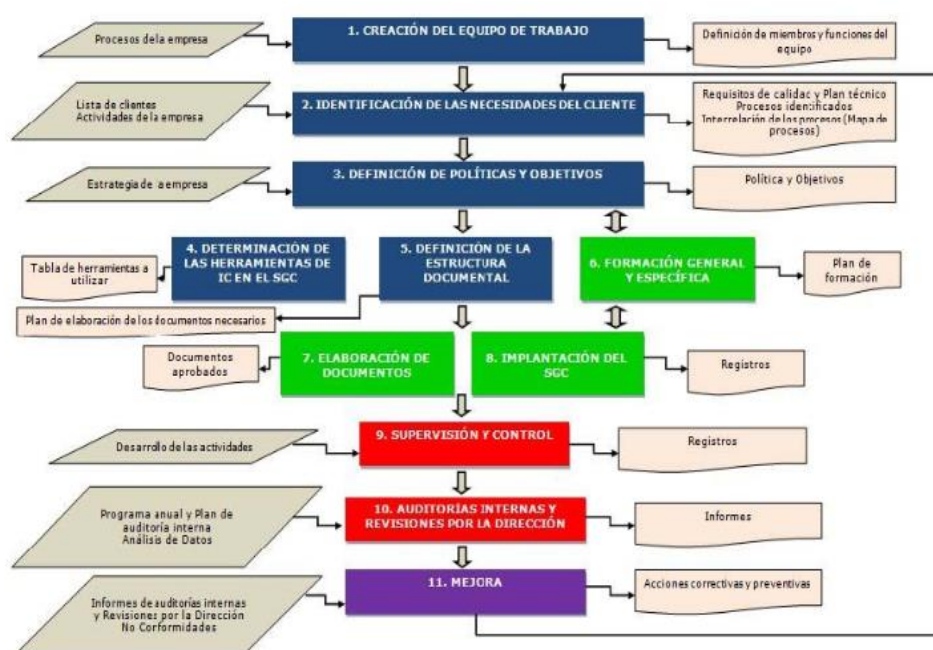 Procesos de la empresa
1. CREACIÓN DEL EQUIPO DE TRABAJO
Definición de miembros y funciones del
equipo
Lista de clientes
Actividades de la empresa
2. IDENTIFICACIÓN DE LAS NECESIDADES DEL CLIENTE
Requisitos de calidac y Plan técnico
Procesos identificados
Interrelación de los procesos (Mapa de
procesos)
Estrategia de la empresa
3. DEFINICIÓN DE POLÍTICAS Y OBJETIVOS
Política y Objetivos
Tabla de herramientas a
utilizar
4. DETERMINACIÓN DE
LAS HERRAMIENTAS DE
IC EN EL SGC
5. DEFINICIÓN DE LA
ESTRUCTURA
DOCUMENTAL
6. FORMACIÓN GENERAL
Y ESPECÍFICA
Plan de
formación
Plan de elaboración de los documentos necesarios
Documentos
aprobados
7. ELABORACIÓN DE
DOCUMENTOS
8. IMPLANTACIÓN DEL
SGC
Registros
Desarrollo de las actividades
9. SUPERVISIÓN Y CONTROL
Registros
Programa anual y Plan de
auditoría interna
Análisis de Datos
10. AUDITORÍAS INTERNAS Y
REVISIONES POR LA DIRECCIÓN
Informes
Informes de auditorías internas
y Revisiones por la Dirección
No Conformidades
11. MEJORA
Acciones correctivas y preventivas